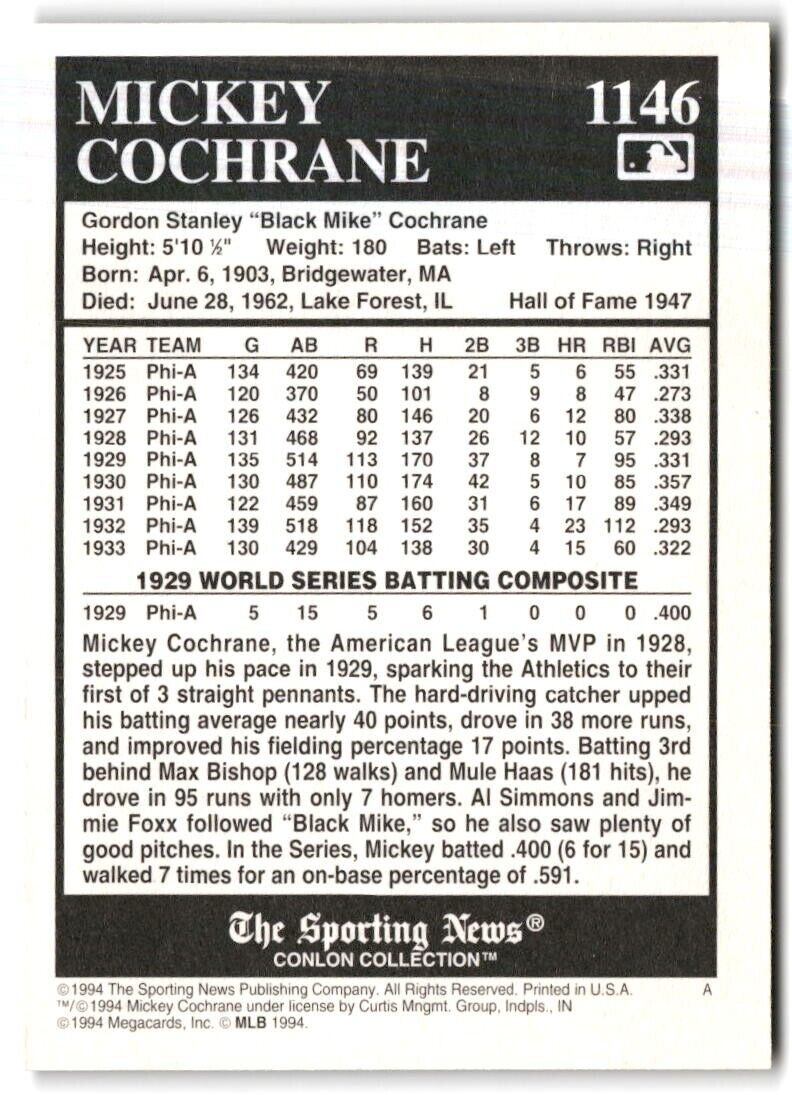 MICKEY 1146
COCHRANE
Gordon Stanley “Black Mike” Cochrane
Height: 5'10 ½" Weight: 180 Bats: Left Throws: Right
Born: Apr. 6, 1903, Bridgewater, MA
Died: June 28, 1962, Lake Forest, IL Hall of Fame 1947
YEAR TEAM G AB R H 2B 3B HR RBI AVG
1925 Phi-A 134 420 69 139 21 5 6 55 .331
1926 Phi-A 120 370 50 101 8 9 8 47 .273
1927 Phi-A 126 432 80 146 20 6 12 80 .338
1928 Phi-A 131 468 92 137 26 12 10 57 .293
1929 Phi-A 135 514 113 170 37 8 7 95 .331
1930 Phi-A 130 487 110 174 42 5 10 85 .357
1931 Phi-A 122 459 87 160 31 6 17 89 .349
1932 Phi-A 139 518 118 152 35 4 23 112 .293
1933 Phi-A 130 429 104 138 30 4 15 60 .322
1929 WORLD SERIES BATTING COMPOSITE
1929 Phi-A 5 15 5 6 1 0 0 0 .400
Mickey Cochrane, the American League’s MVP in 1928,
stepped up his pace in 1929, sparking the Athletics to their
first of 3 straight pennants. The hard-driving catcher upped
his batting average nearly 40 points, drove in 38 more runs,
and improved his fielding percentage 17 points. Batting 3rd
behind Max Bishop (128 walks) and Mule Haas (181 hits), he
drove in 95 runs with only 7 homers. Al Simmons and Jim-
mie Foxx followed “Black Mike,” so he also saw plenty of
good pitches. In the Series, Mickey batted .400 (6 for 15) and
walked 7 times for an on-base percentage of .591.
The Sporting News®
CONLON COLLECTION™
©1994 The Sporting News Publishing Company. All Rights Reserved. Printed in U.S.A. A
™/©1994 Mickey Cochrane under license by Curtis Mngmt. Group, Indpls., IN
©1994 Megacards, Inc. © MLB 1994.